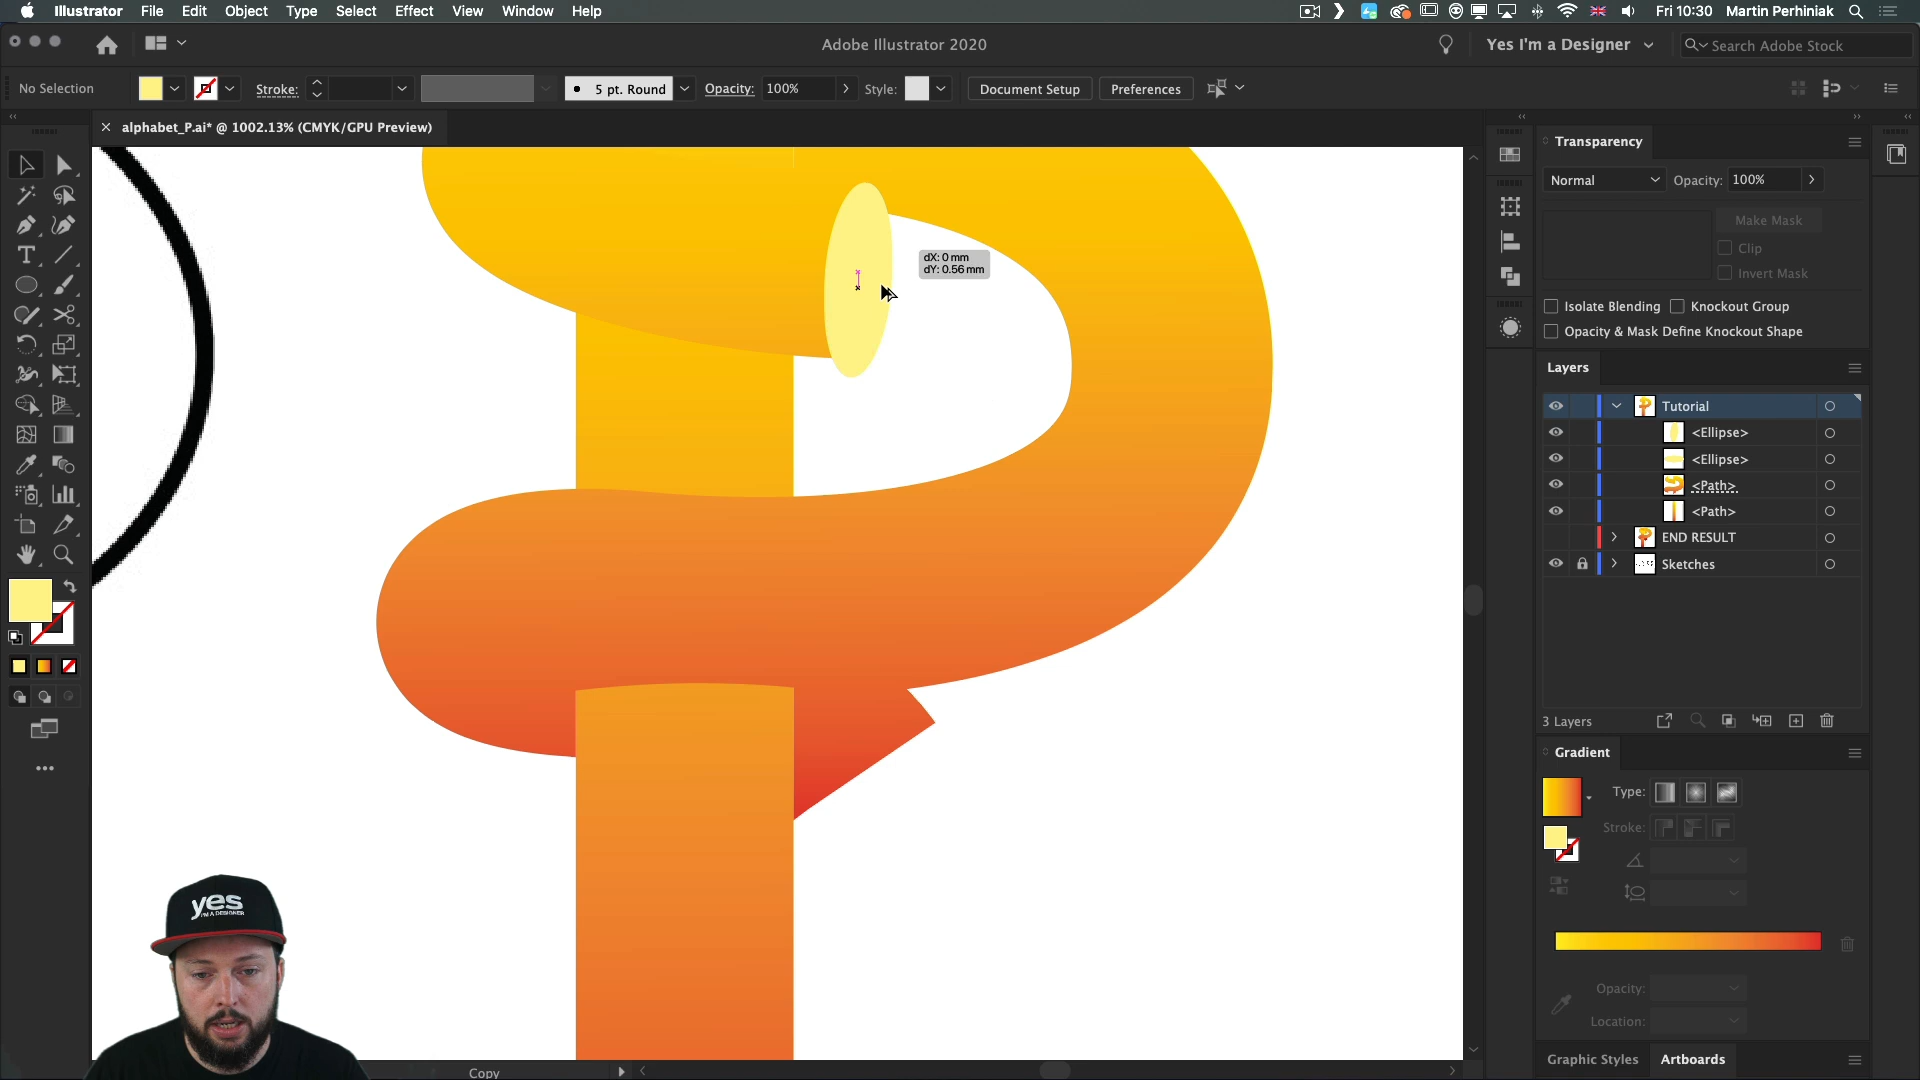 Illustrator File Edit Object Type Select Effect View Window Help
Fri 10:30 Martin Perhiniak
Adobe Illustrator 2020
Yes I'm a Designer
Search Adobe Stock
No Selection
Stroke:
5 pt. Round
Opacity: 100%
Style:
Document Setup
Preferences
alphabet_P.ai* @ 1002.13% (CMYK/GPU Preview)
dX: 0 mm
dY: 0.56 mm
Transparency
Normal
Opacity: 100%
Make Mask
Clip
Invert Mask
Isolate Blending
Knockout Group
Opacity & Mask Define Knockout Shape
Layers
Tutorial
<Ellipse>
<Ellipse>
<Path>
<Path>
END RESULT
Sketches
3 Layers
Gradient
Type:
Stroke:
Opacity:
Location:
Graphic Styles
Artboards
Copy
yes
I'M A DESIGNER